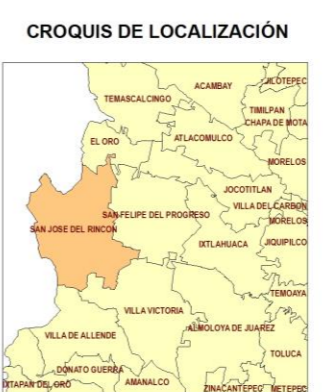 CROQUIS DE LOCALIZACIÓN
JILOTEPEC
ACAMBAY
TEMASCALCINGO
TIMILPAN
CHAPA DE MOTA
ATLACOMULCO
EL ORO
MORELOS
JOCOTITLAN
VILLA DEL CARBON
SAN FELIPE DEL PROGRESO
MORELOS
SAN JOSE DEL RINCON
IXTLAHUACA
JIQUIPILCO
TEMOAYA
VILLA VICTORIA
ALMOLOYA DE JUAREZ
VILLA DE ALLENDE
TOLUCA
DONATO GUERRA
IXTAPAN DEL ORO
AMANALCO
ZINACANTEPEC
METEPEC